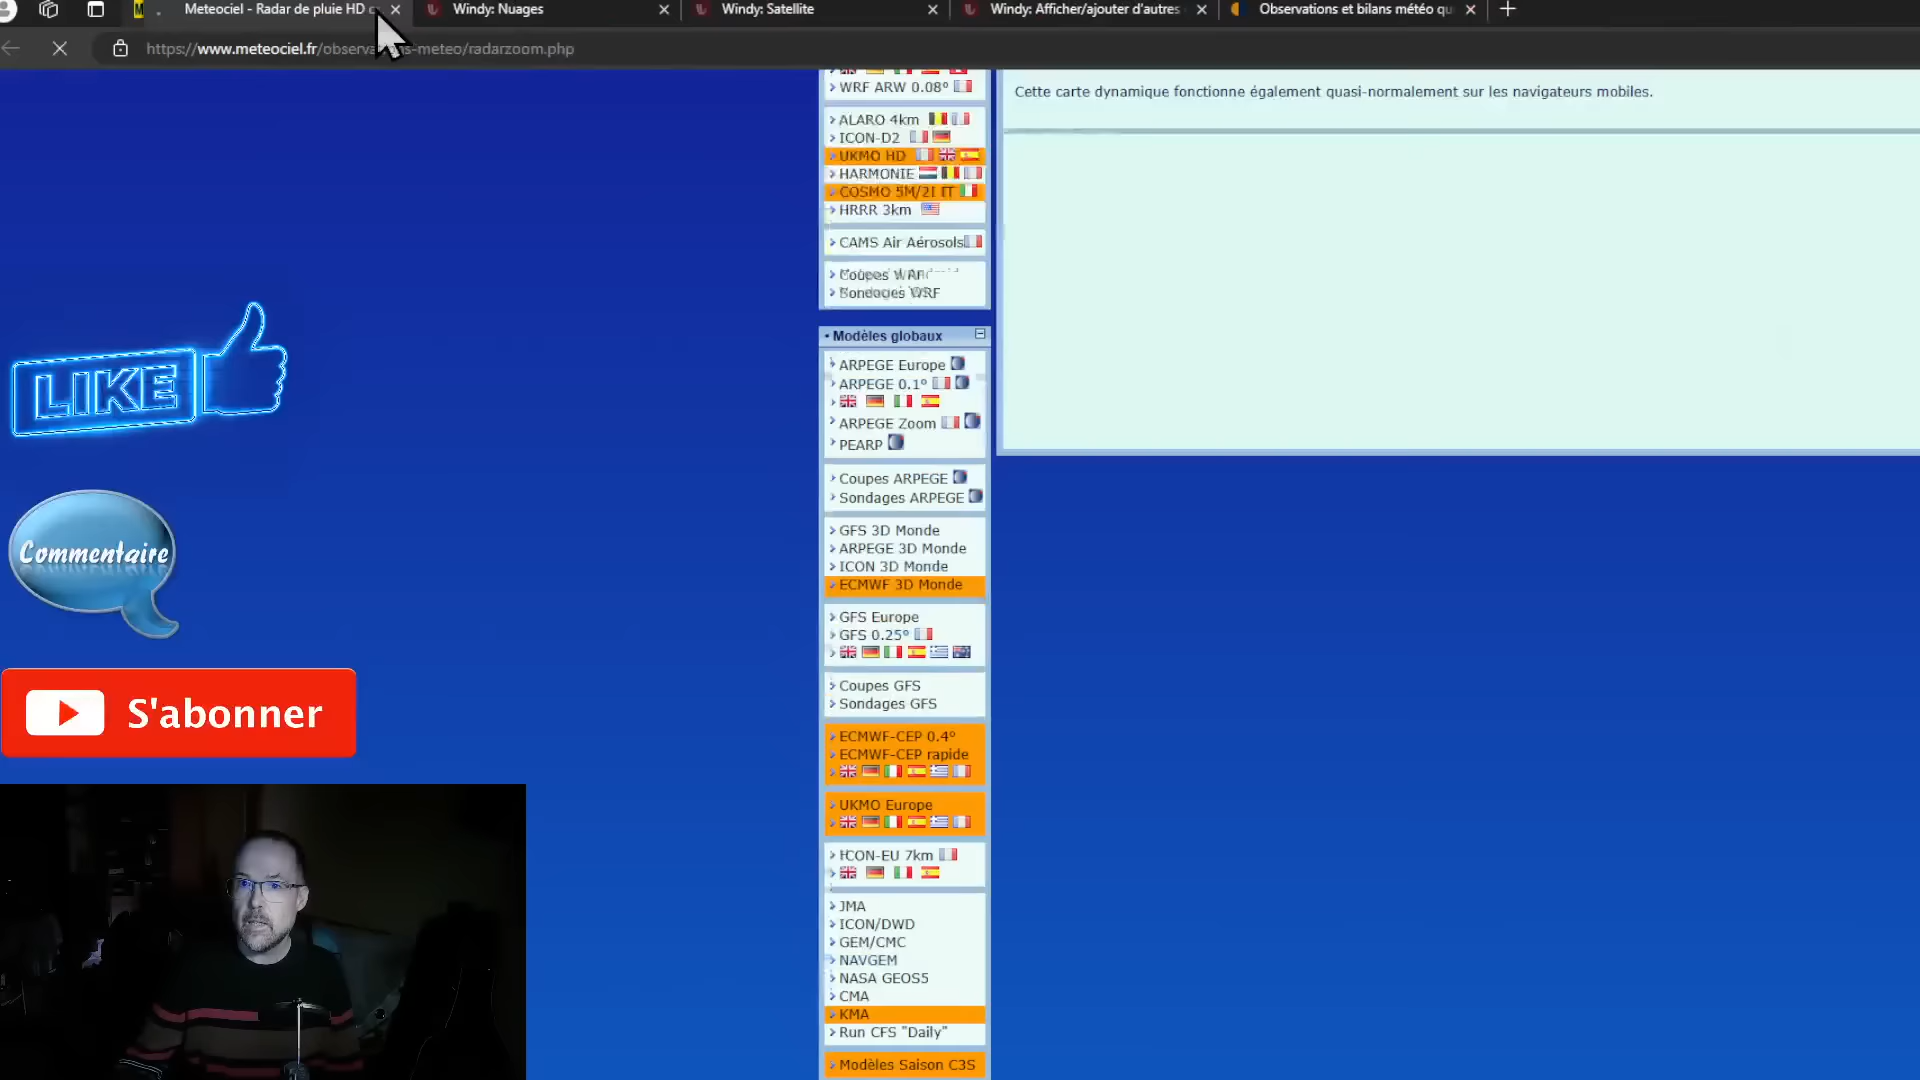 Meteociel - Radar de pluie HD
Windy: Nuages
Windy: Satellite
Windy: Afficher/ajouter d'autres
Observations et bilans météo qu
https://www.meteociel.fr/observations-meteo/radarzoom.php
WRF ARW 0.08°
Cette carte dynamique fonctionne également quasi-normalement sur les navigateurs mobiles.
ALARO 4km
ICON-D2
UKMO HD
HARMONIE
COSMO 5M/2I IT
HRRR 3km
CAMS Air Aérosols
Coupes WRF
Sondages WRF
• Modèles globaux
ARPEGE Europe
ARPEGE 0.1°
ARPEGE Zoom
PEARP
Coupes ARPEGE
Sondages ARPEGE
GFS 3D Monde
ARPEGE 3D Monde
ICON 3D Monde
ECMWF 3D Monde
GFS Europe
GFS 0.25°
Coupes GFS
Sondages GFS
ECMWF-CEP 0.4°
ECMWF-CEP rapide
UKMO Europe
ICON-EU 7km
JMA
ICON/DWD
GEM/CMC
NAVGEM
NASA GEOS5
CMA
KMA
Run CFS "Daily"
Modèles Saison C3S
LIKE
Commentaire
S'abonner